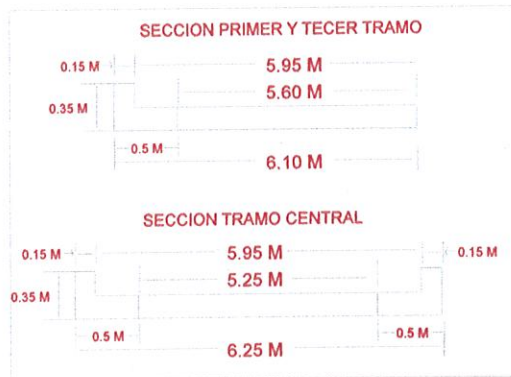 SECCION PRIMER Y TECER TRAMO
0.15 M
5.95 M
5.60 M
0.35 M
0.5 M
6.10 M
SECCION TRAMO CENTRAL
0.15 M
5.95 M
0.15 M
5.25 M
0.35 M
0.5 M
0.5 M
6.25 M